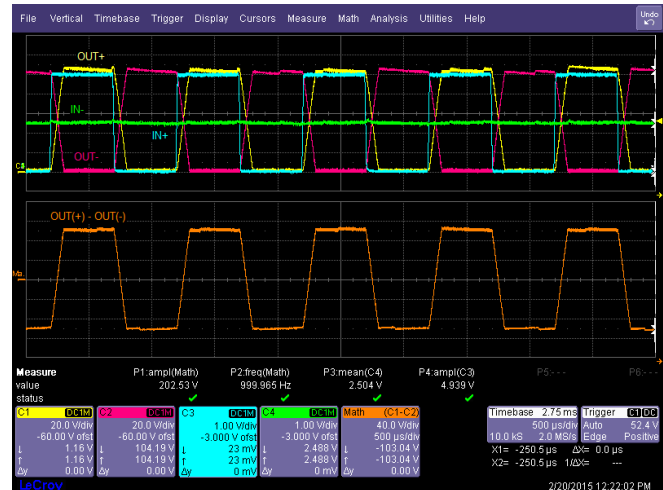 File Vertical Timebase Trigger Display Cursors Measure Math Analysis Utilities Help Undo
OUT+
IN-
IN+
OUT-
C3
OUT(+) - OUT(-)
Measure P1:ampl(Math) P2:freq(Math) P3:mean(C4) P4:ampl(C3) P5:- - - P6:- - -
value 202.53 V 999.965 Hz 2.504 V 4.939 V
status ✔ ✔ ✔ ✔
C1 DC1M C2 DC1M C3 DC1M C4 DC1M Math (C1-C2) Timebase 2.75 ms Trigger C1 DC
20.0 V/div 20.0 V/div 1.00 V/div 1.00 V/div 40.0 V/div 500 µs/div Auto 52.4 V
-60.00 V ofst -60.00 V ofst -3.000 V ofst -3.000 V ofst 500 µs/div 10.0 kS 2.0 MS/s Edge Positive
↓ 1.16 V ↓ 104.19 V ↓ 23 mV ↓ 2.488 V ↓ -103.04 V X1= -250.5 µs ΔX= 0.0 µs
↑ 1.16 V ↑ 104.19 V ↑ 23 mV ↑ 2.488 V ↑ -103.04 V X2= -250.5 µs 1/ΔX= ---
Δy 0.00 V Δy 0.00 V Δy 0 mV Δy 0 mV Δy 0.00 V
LeCroy 2/20/2015 12:22:02 PM